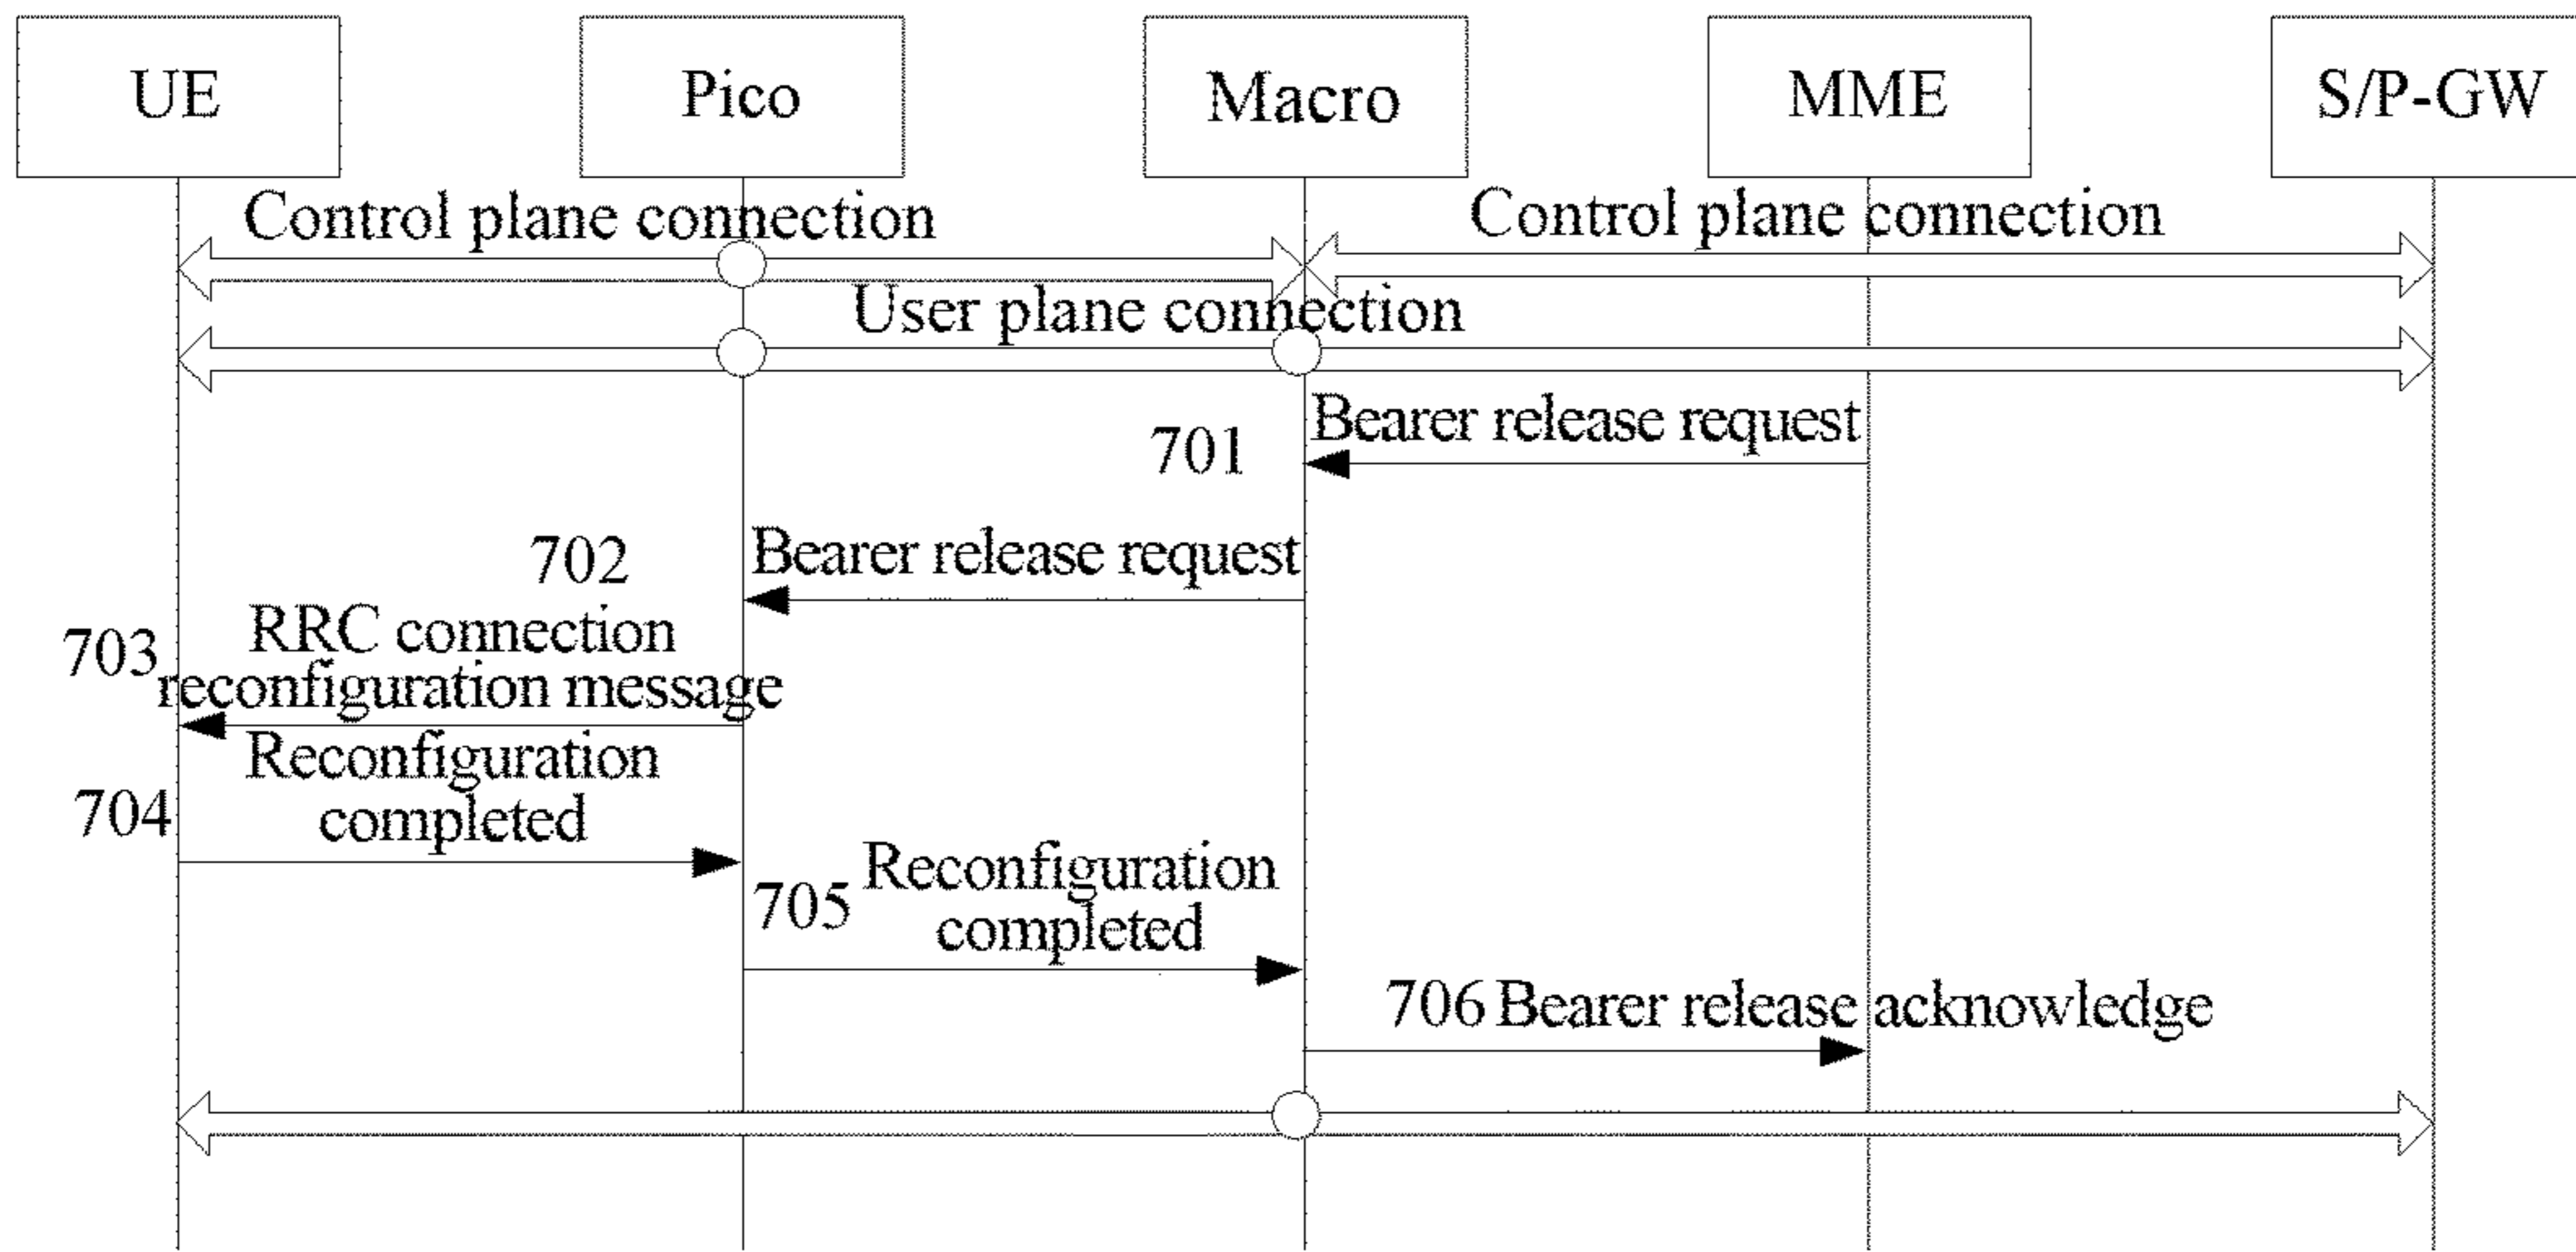 UE
Pico
Macro
MME
S/P-GW
Control plane connection
Control plane connection
User plane connection
701
Bearer release request
702
Bearer release request
703
RRC connection
reconfiguration message
704
Reconfiguration
completed
705
Reconfiguration
completed
706 Bearer release acknowledge